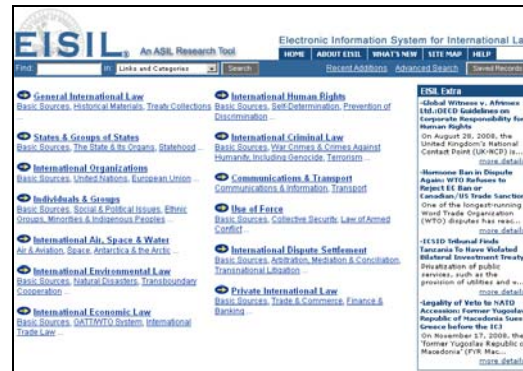 EISIL
An ASIL Research Tool
Electronic Information System for International La
HOME ABOUT EISIL WHAT'S NEW SITE MAP HELP
Find: in: Links and Categories Search Recent Additions Advanced Search Saved Records
General International Law
Basic Sources, Historical Materials, Treaty Collections
...
States & Groups of States
Basic Sources, The State & Its Organs, Statehood ...
International Organizations
Basic Sources, United Nations, European Union ...
Individuals & Groups
Basic Sources, Social & Political Issues, Ethnic
Groups, Minorities & Indigenous Peoples ...
International Air, Space & Water
Air & Aviation, Space, Antarctica & the Arctic ...
International Environmental Law
Basic Sources, Natural Disasters, Transboundary
Cooperation ...
International Economic Law
Basic Sources, GATT/WTO System, International
Trade Law ...
International Human Rights
Basic Sources, Self-Determination, Prevention of
Discrimination ...
International Criminal Law
Basic Sources, War Crimes & Crimes Against
Humanity, Including Genocide, Terrorism ...
Communications & Transport
Communications & Information, Transport
Use of Force
Basic Sources, Collective Security, Law of Armed
Conflict ...
International Dispute Settlement
Basic Sources, Arbitration, Mediation & Conciliation,
Transnational Litigation ...
Private International Law
Basic Sources, Trade & Commerce, Finance &
Banking ...
EISIL Extra
-Global Witness v. Afrimex
Ltd.:OECD Guidelines on
Corporate Responsibility for
Human Rights
On August 28, 2008, the
United Kingdom's National
Contact Point (UK-NCP) is...
more details
-Hormone Ban in Dispute
Again: WTO Refuses to
Reject EC Ban or
Canadian/US Trade Sanction
One of the longest-running
Word Trade Organization
(WTO) disputes has reac...
more details
-ICSID Tribunal Finds
Tanzania To Have Violated
Bilateral Investment Treaty
Privatization of public
services, such as the
provision of utilities and w...
more details
-Legality of Veto to NATO
Accession: Former Yugoslav
Republic of Macedonia Sues
Greece before the ICJ
On November 17, 2008, the
'Former Yugoslav Republic o
Macedonia' (FYR Mac...
more details